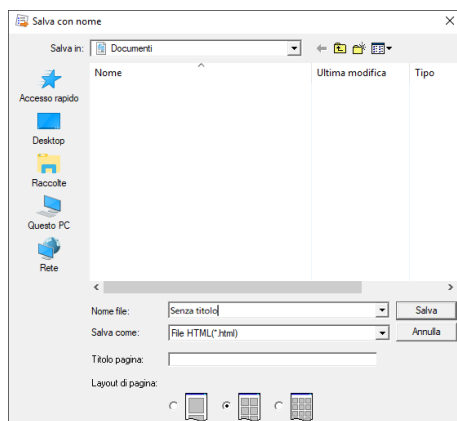 Salva con nome
Salva in: Documenti
Nome Ultima modifica Tipo
Accesso rapido
Desktop
Raccolte
Questo PC
Rete
Nome file: Senza titolo Salva
Salva come: File HTML(*.html) Annulla
Titolo pagina:
Layout di pagina: